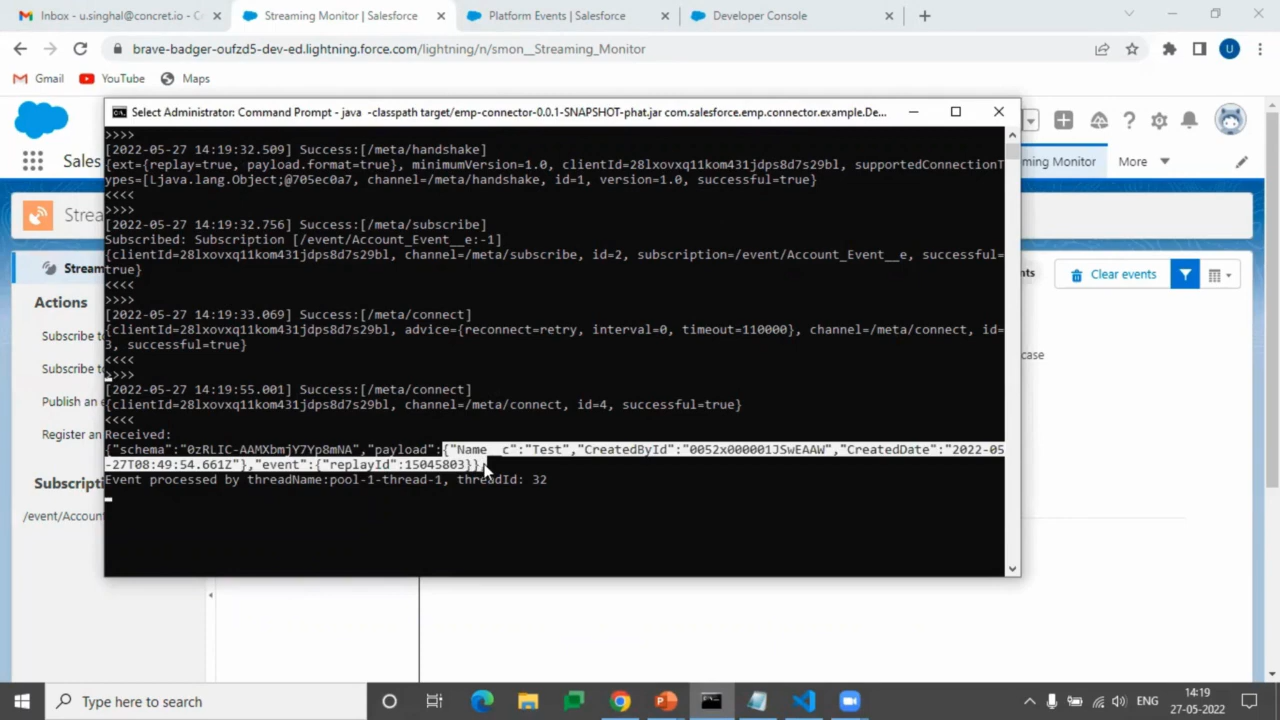 Inbox - u.singhal@concret.io - C
Streaming Monitor | Salesforce
Platform Events | Salesforce
Developer Console
brave-badger-oufzd5-dev-ed.lightning.force.com/lightning/n/smon__Streaming_Monitor
U
Gmail
YouTube
Maps
Select Administrator: Command Prompt - java -classpath target/emp-connector-0.0.1-SNAPSHOT-phat.jar com.salesforce.emp.connector.example.De...
>>>>
[2022-05-27 14:19:32.509] Success:[/meta/handshake]
{ext={replay=true, payload.format=true}, minimumVersion=1.0, clientId=28lxovxq11kom431jdps8d7s29bl, supportedConnectionT
ypes=[Ljava.lang.Object;@705ec0a7, channel=/meta/handshake, id=1, version=1.0, successful=true}
<<<<
>>>>
[2022-05-27 14:19:32.756] Success:[/meta/subscribe]
Subscribed: Subscription [/event/Account_Event__e:-1]
{clientId=28lxovxq11kom431jdps8d7s29bl, channel=/meta/subscribe, id=2, subscription=/event/Account_Event__e, successful=
true}
<<<<
>>>>
[2022-05-27 14:19:33.069] Success:[/meta/connect]
{clientId=28lxovxq11kom431jdps8d7s29bl, advice={reconnect=retry, interval=0, timeout=110000}, channel=/meta/connect, id=
3, successful=true}
<<<<
>>>>
[2022-05-27 14:19:55.001] Success:[/meta/connect]
{clientId=28lxovxq11kom431jdps8d7s29bl, channel=/meta/connect, id=4, successful=true}
<<<<
Received:
{"schema":"0zRLIC-AAMXbmjY7Yp8mNA","payload":{"Name__c":"Test","CreatedById":"0052x000001JSwEAAW","CreatedDate":"2022-05
-27T08:49:54.661Z"},"event":{"replayId":15045803}},
Event processed by threadName:pool-1-thread-1, threadId: 32
Sales
ming Monitor
More
Strea
Stream
Actions
Subscribe to
Subscribe to
Publish an e
Register an
Subscripti
/event/Accoun
nts
Clear events
case
Type here to search
ENG
14:19
27-05-2022